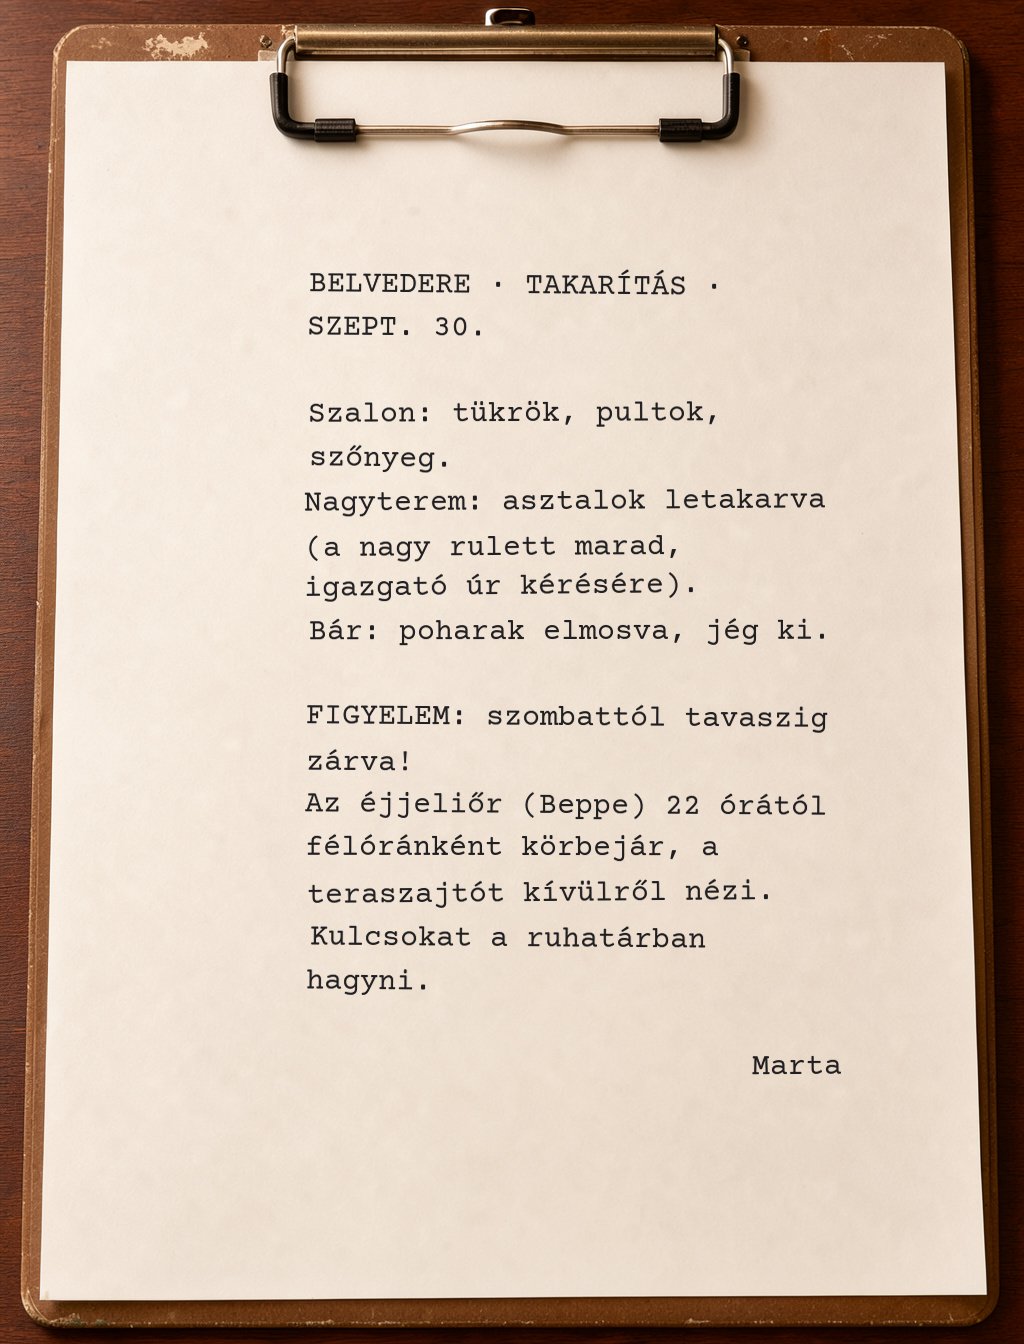 BELVEDERE · TAKARÍTÁS ·
SZEPT. 30.
Szalon: tükrök, pultok,
szőnyeg.
Nagyterem: asztalok letakarva
(a nagy rulett marad,
igazgató úr kérésére).
Bár: poharak elmosva, jég ki.
FIGYELEM: szombattól tavaszig
zárva!
Az éjjeliőr (Beppe) 22 órától
félóránként körbejár, a
teraszajtót kívülről nézi.
Kulcsokat a ruhatárban
hagyni.
Marta